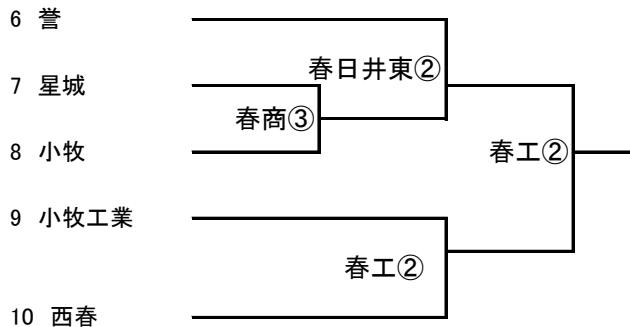 6 誉
春日井東②
7 星城
春商③
8 小牧
春工②
9 小牧工業
春工②
10 西春